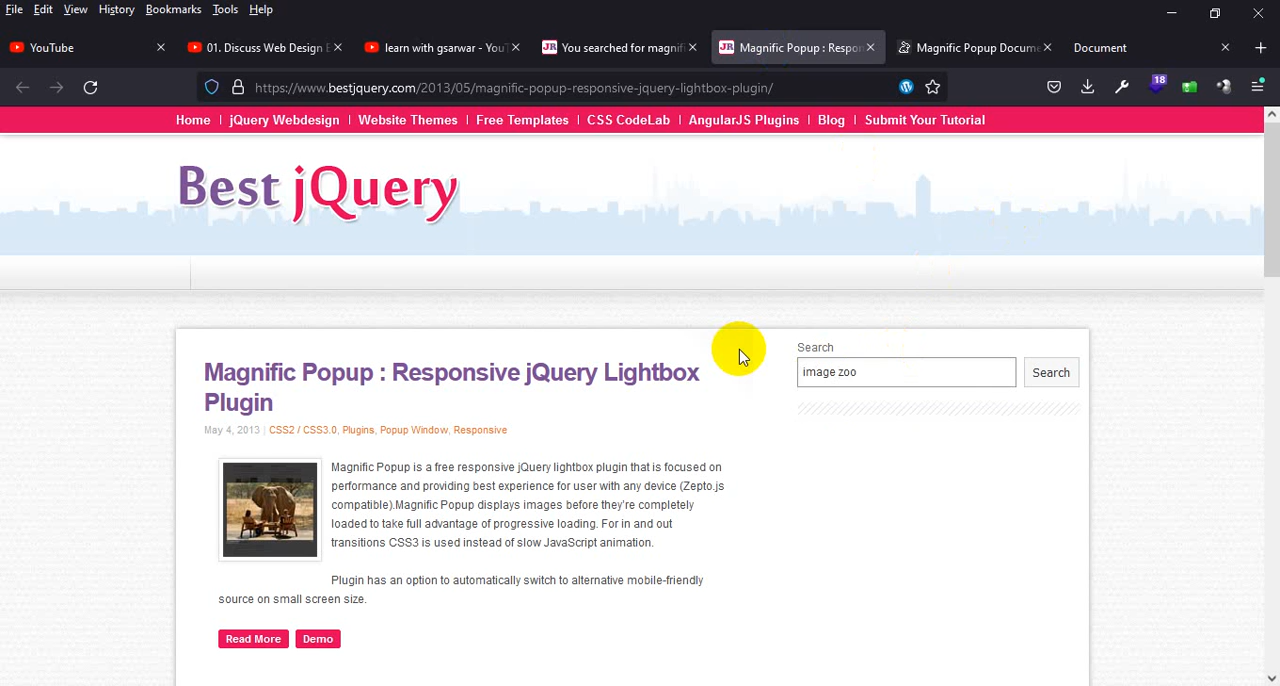 File Edit View History Bookmarks Tools Help
YouTube
01. Discuss Web Design E
learn with gsarwar - You
JR You searched for magnifi
JR Magnific Popup : Respon
Magnific Popup Docume
Document
https://www.bestjquery.com/2013/05/magnific-popup-responsive-jquery-lightbox-plugin/
18
Home | jQuery Webdesign | Website Themes | Free Templates | CSS CodeLab | AngularJS Plugins | Blog | Submit Your Tutorial
Best jQuery
Magnific Popup : Responsive jQuery Lightbox
Plugin
May 4, 2013 | CSS2 / CSS3.0, Plugins, Popup Window, Responsive
Magnific Popup is a free responsive jQuery lightbox plugin that is focused on
performance and providing best experience for user with any device (Zepto.js
compatible).Magnific Popup displays images before they're completely
loaded to take full advantage of progressive loading. For in and out
transitions CSS3 is used instead of slow JavaScript animation.
Plugin has an option to automatically switch to alternative mobile-friendly
source on small screen size.
Read More Demo
Search
image zoo
Search